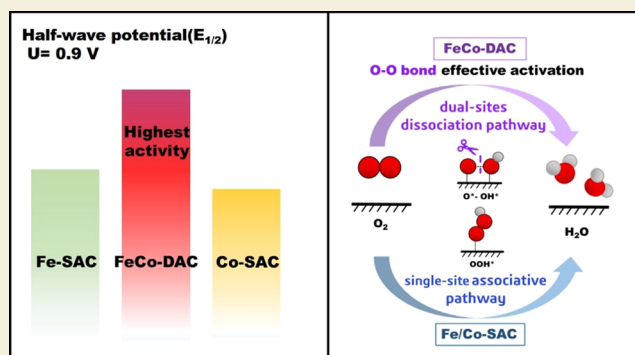 Half-wave potential(E1/2)
U= 0.9 V
Highest
activity
Fe-SAC
FeCo-DAC
Co-SAC
FeCo-DAC
O-O bond effective activation
dual-sites
dissociation pathway
O*- OH*
O2
H2O
OOH*
single-site associative
pathway
Fe/Co-SAC